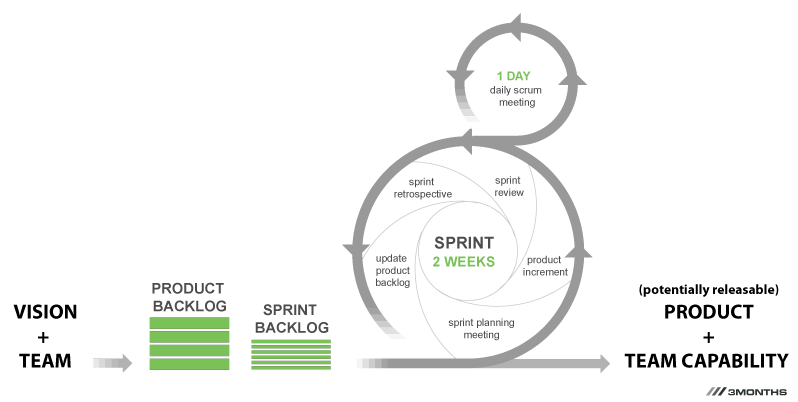 1 DAY
daily scrum
meeting
sprint
retrospective
sprint
review
SPRINT
2 WEEKS
update
product
backlog
product
increment
sprint planning
meeting
VISION
+
TEAM
PRODUCT
BACKLOG
SPRINT
BACKLOG
(potentially releasable)
PRODUCT
+
TEAM CAPABILITY
3MONTHS